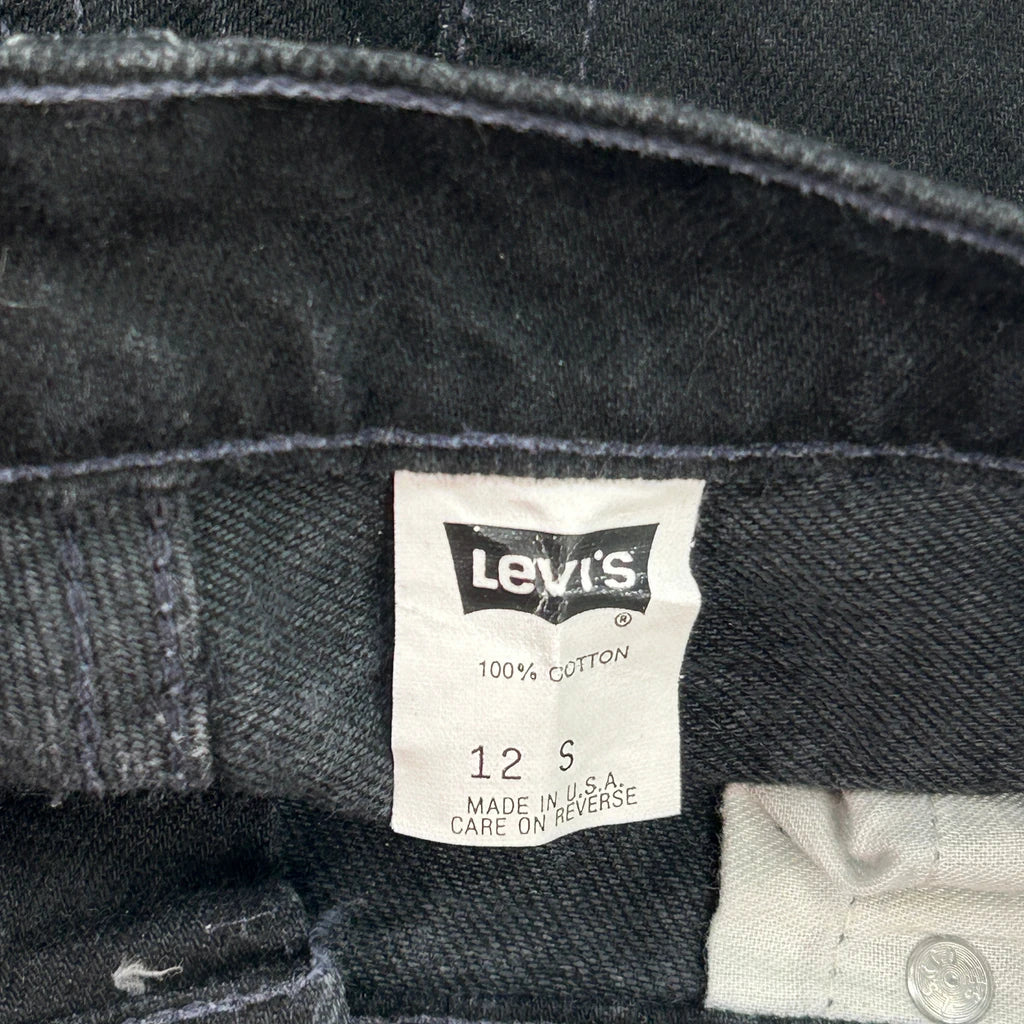 Levi's
®
100% COTTON
12 S
MADE IN U.S.A.
CARE ON REVERSE